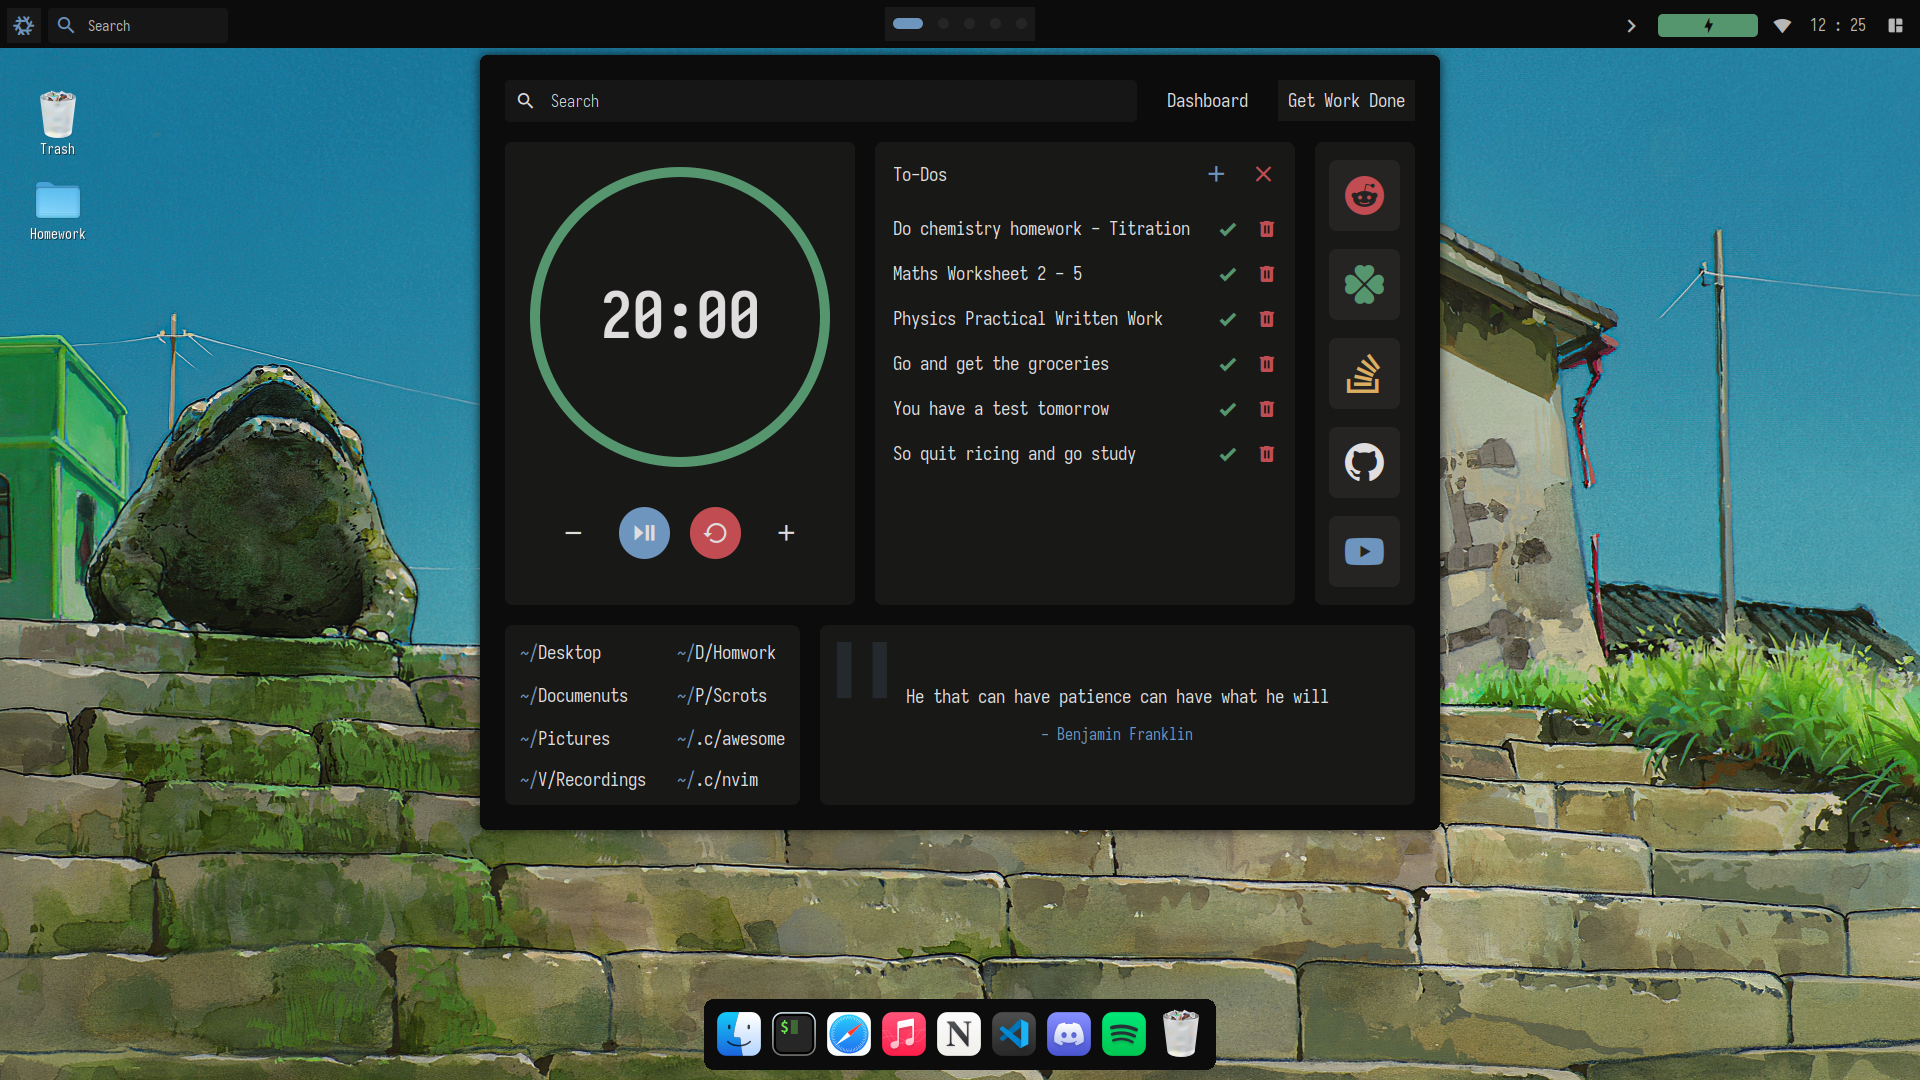 Search
12 : 25
Trash
Homework
Search
Dashboard
Get Work Done
20:00
To-Dos
Do chemistry homework - Titration
Maths Worksheet 2 - 5
Physics Practical Written Work
Go and get the groceries
You have a test tomorrow
So quit ricing and go study
~/Desktop
~/D/Homwork
~/Documenuts
~/P/Scrots
~/Pictures
~/.c/awesome
~/V/Recordings
~/.c/nvim
"
He that can have patience can have what he will
- Benjamin Franklin
$
N